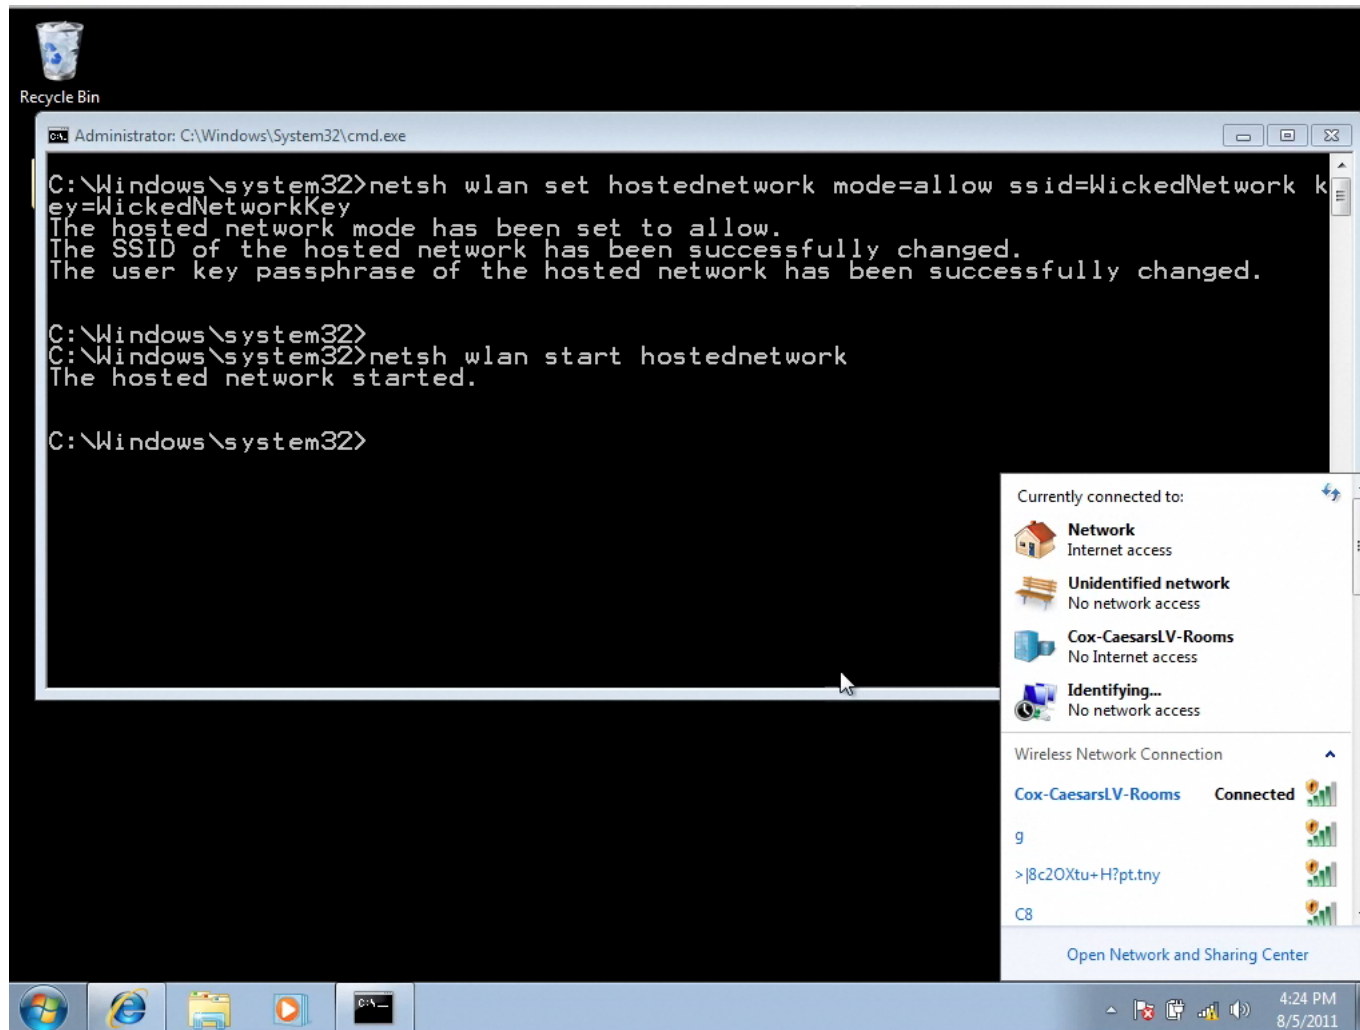 Recycle Bin
Administrator: C:\Windows\System32\cmd.exe
C:\Windows\system32>netsh wlan set hostednetwork mode=allow ssid=WickedNetwork k
ey=WickedNetworkKey
The hosted network mode has been set to allow.
The SSID of the hosted network has been successfully changed.
The user key passphrase of the hosted network has been successfully changed.
C:\Windows\system32>
C:\Windows\system32>netsh wlan start hostednetwork
The hosted network started.
C:\Windows\system32>
Currently connected to:
Network
Internet access
Unidentified network
No network access
Cox-CaesarsLV-Rooms
No Internet access
Identifying...
No network access
Wireless Network Connection
Cox-CaesarsLV-Rooms Connected
g
>|8c2OXtu+H?pt.tny
C8
Open Network and Sharing Center
4:24 PM
8/5/2011